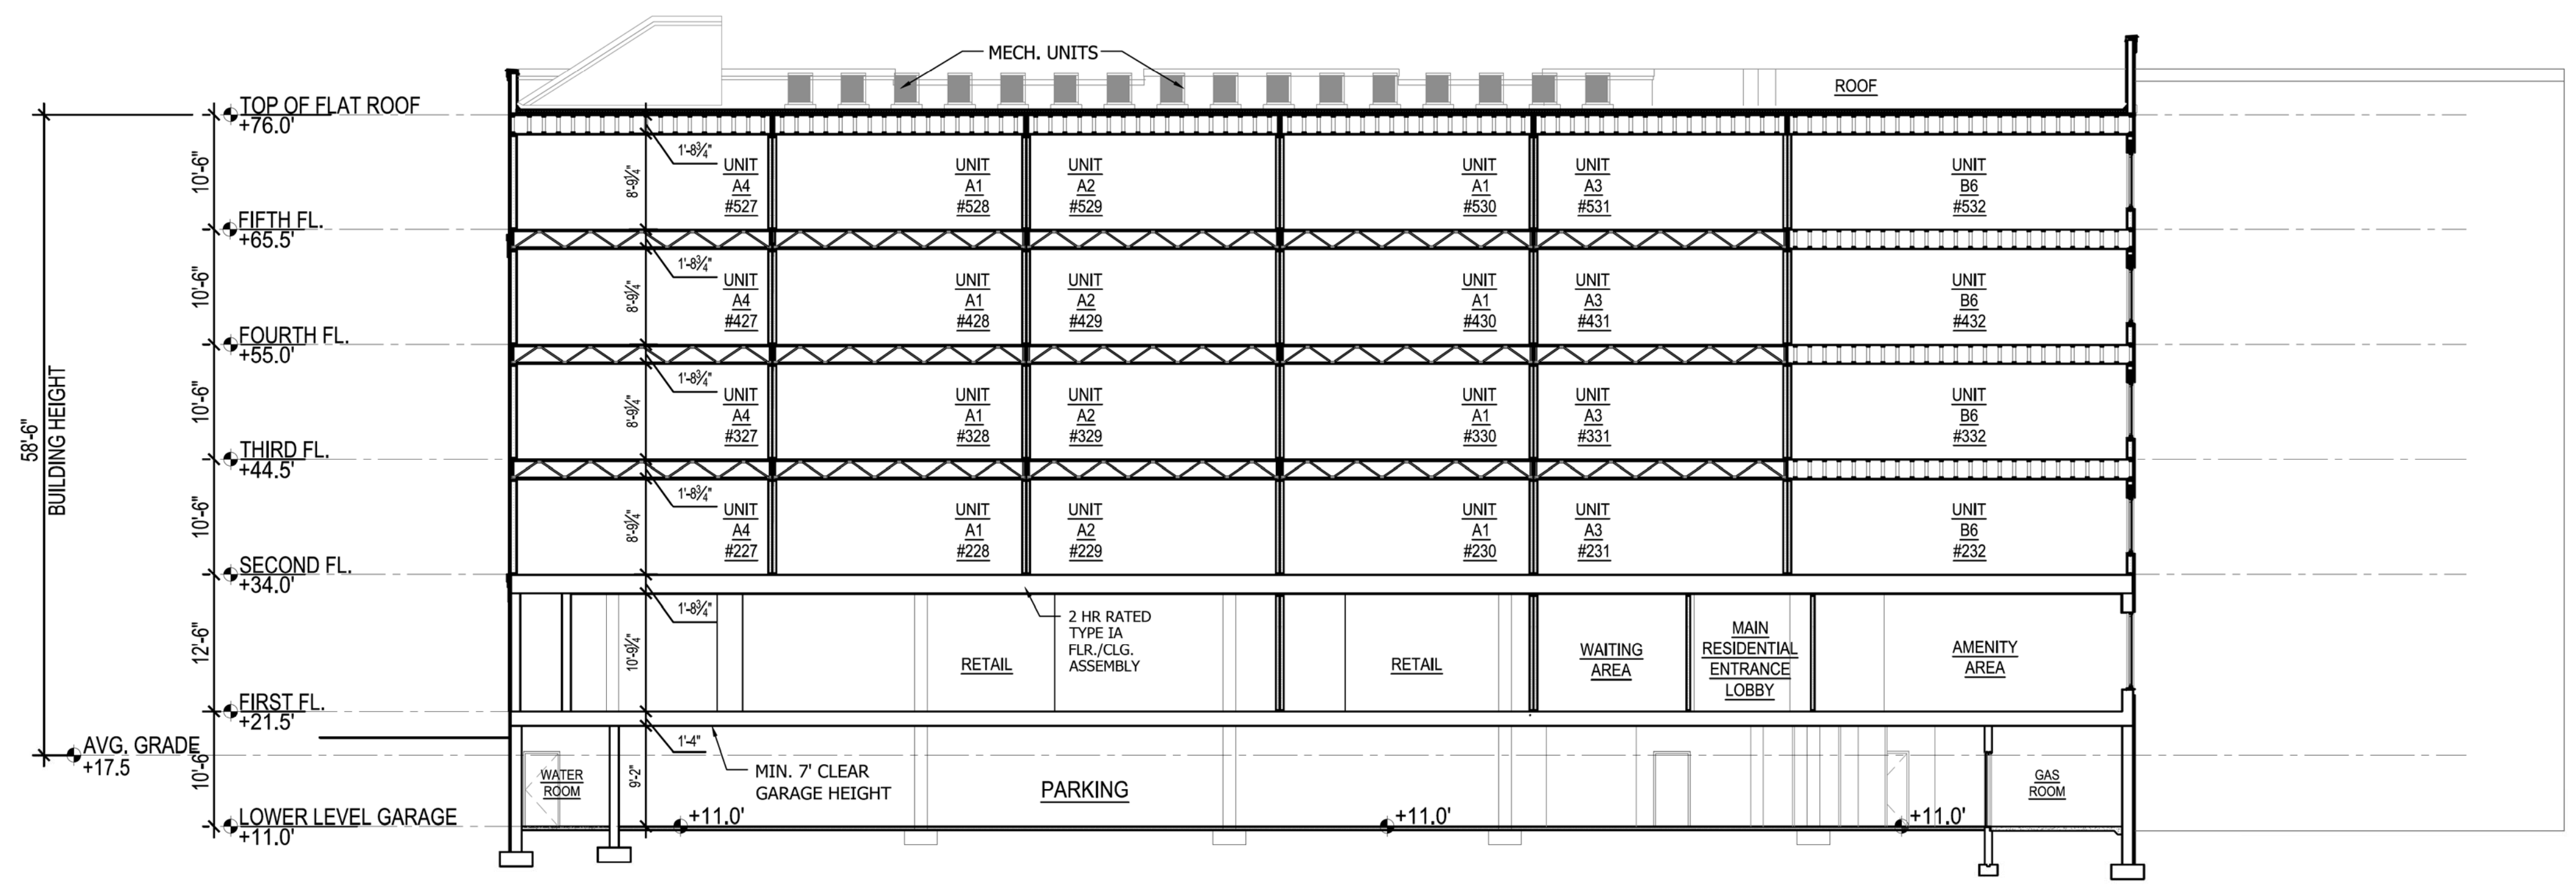 MECH. UNITS
ROOF
TOP OF FLAT ROOF
+76.0'
10'-6"
1'-8¾"
8'-9¼"
UNIT
A4
#527
UNIT
A1
#528
UNIT
A2
#529
UNIT
A1
#530
UNIT
A3
#531
UNIT
B6
#532
FIFTH FL.
+65.5'
10'-6"
1'-8¾"
8'-9¼"
UNIT
A4
#427
UNIT
A1
#428
UNIT
A2
#429
UNIT
A1
#430
UNIT
A3
#431
UNIT
B6
#432
FOURTH FL.
+55.0'
10'-6"
1'-8¾"
8'-9¼"
UNIT
A4
#327
UNIT
A1
#328
UNIT
A2
#329
UNIT
A1
#330
UNIT
A3
#331
UNIT
B6
#332
58'-6"
BUILDING HEIGHT
THIRD FL.
+44.5'
10'-6"
1'-8¾"
8'-9¼"
UNIT
A4
#227
UNIT
A1
#228
UNIT
A2
#229
UNIT
A1
#230
UNIT
A3
#231
UNIT
B6
#232
SECOND FL.
+34.0'
12'-6"
1'-8¾"
10'-9¼"
2 HR RATED
TYPE IA
FLR./CLG.
ASSEMBLY
RETAIL
RETAIL
WAITING
AREA
MAIN
RESIDENTIAL
ENTRANCE
LOBBY
AMENITY
AREA
FIRST FL.
+21.5'
AVG. GRADE
+17.5
10'-6"
1'-4"
9'-2"
WATER
ROOM
MIN. 7' CLEAR
GARAGE HEIGHT
PARKING
GAS
ROOM
LOWER LEVEL GARAGE
+11.0'
+11.0'
+11.0'
+11.0'